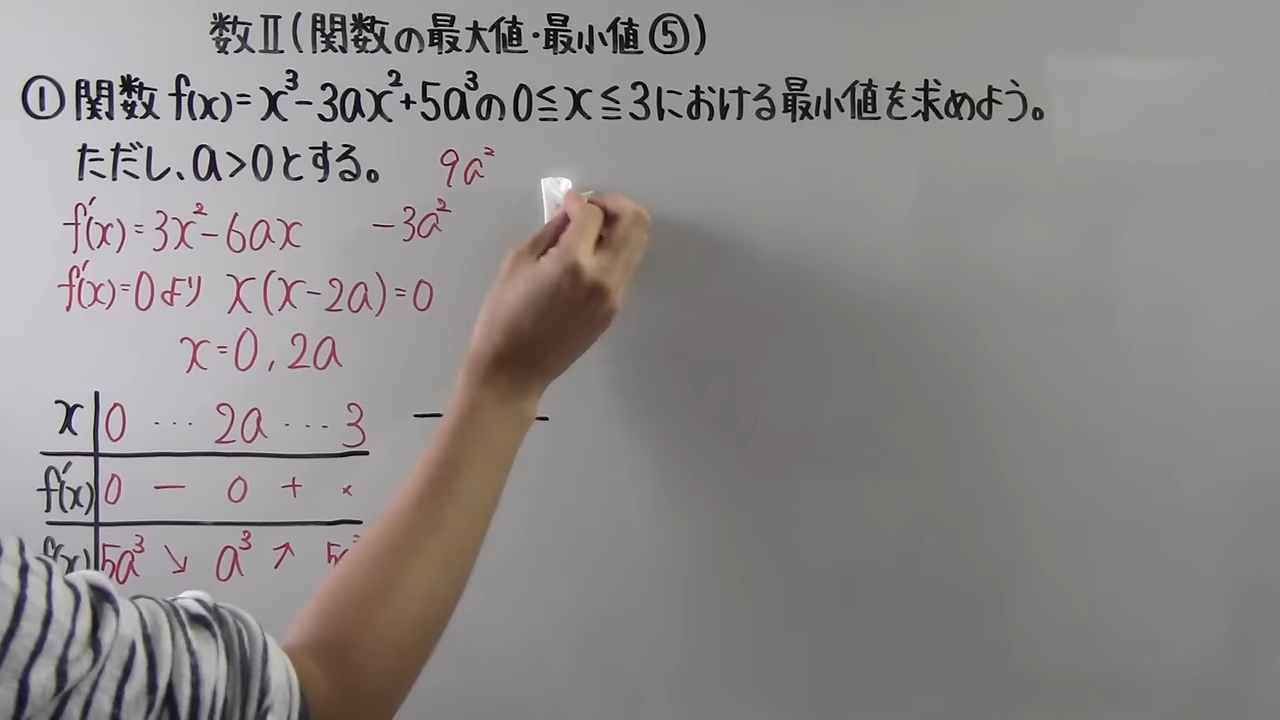 数Ⅱ(関数の最大値・最小値⑤)
①関数 f(x)=x³-3ax²+5a³の0≦x≦3における最小値を求めよう。
ただし、a>0とする。 9a²
f'(x)=3x²-6ax -3a²
f'(x)=0より x(x-2a)=0
x=0, 2a
x 0 … 2a … 3
f'(x) 0 - 0 + ×
f(x) 5a³ ↘ a³ ↗